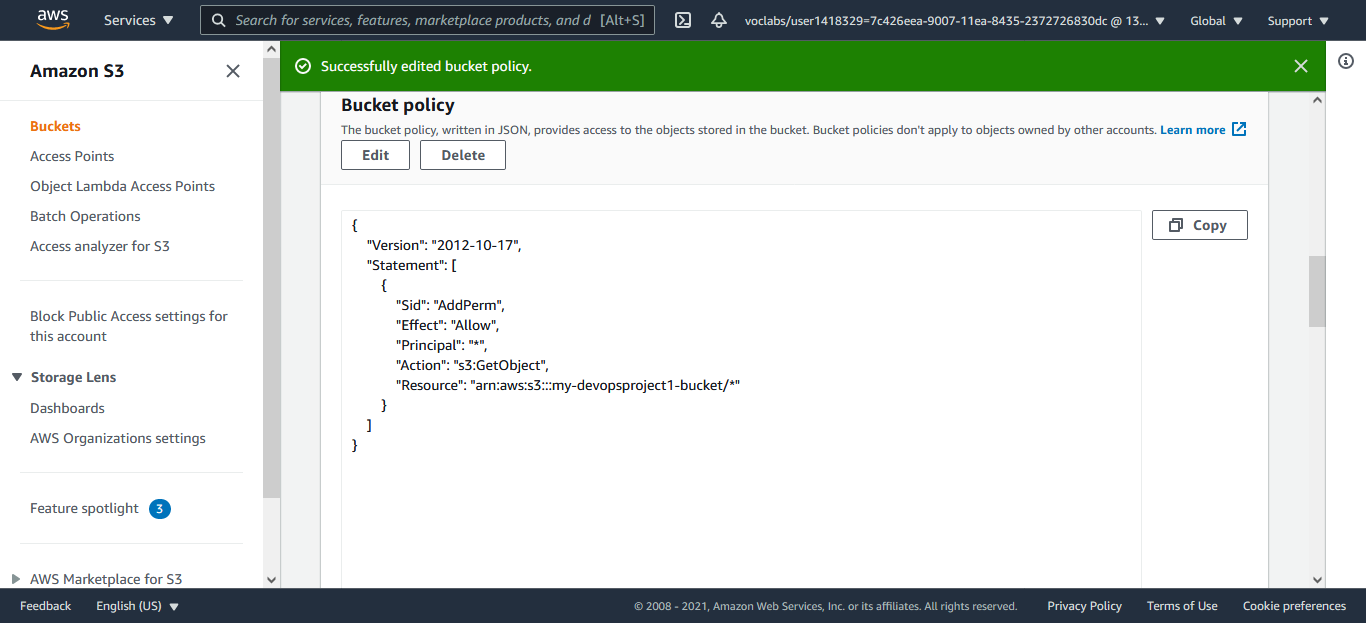 aws Services Search for services, features, marketplace products, and d [Alt+S] voclabs/user1418329=7c426eea-9007-11ea-8435-2372726830dc @ 13... Global Support
Amazon S3
Buckets
Access Points
Object Lambda Access Points
Batch Operations
Access analyzer for S3
Block Public Access settings for
this account
Storage Lens
Dashboards
AWS Organizations settings
Feature spotlight 3
AWS Marketplace for S3
Successfully edited bucket policy.
Bucket policy
The bucket policy, written in JSON, provides access to the objects stored in the bucket. Bucket policies don't apply to objects owned by other accounts. Learn more
Edit Delete
Copy
{
"Version": "2012-10-17",
"Statement": [
{
"Sid": "AddPerm",
"Effect": "Allow",
"Principal": "*",
"Action": "s3:GetObject",
"Resource": "arn:aws:s3:::my-devopsproject1-bucket/*"
}
]
}
Feedback English (US) © 2008 - 2021, Amazon Web Services, Inc. or its affiliates. All rights reserved. Privacy Policy Terms of Use Cookie preferences